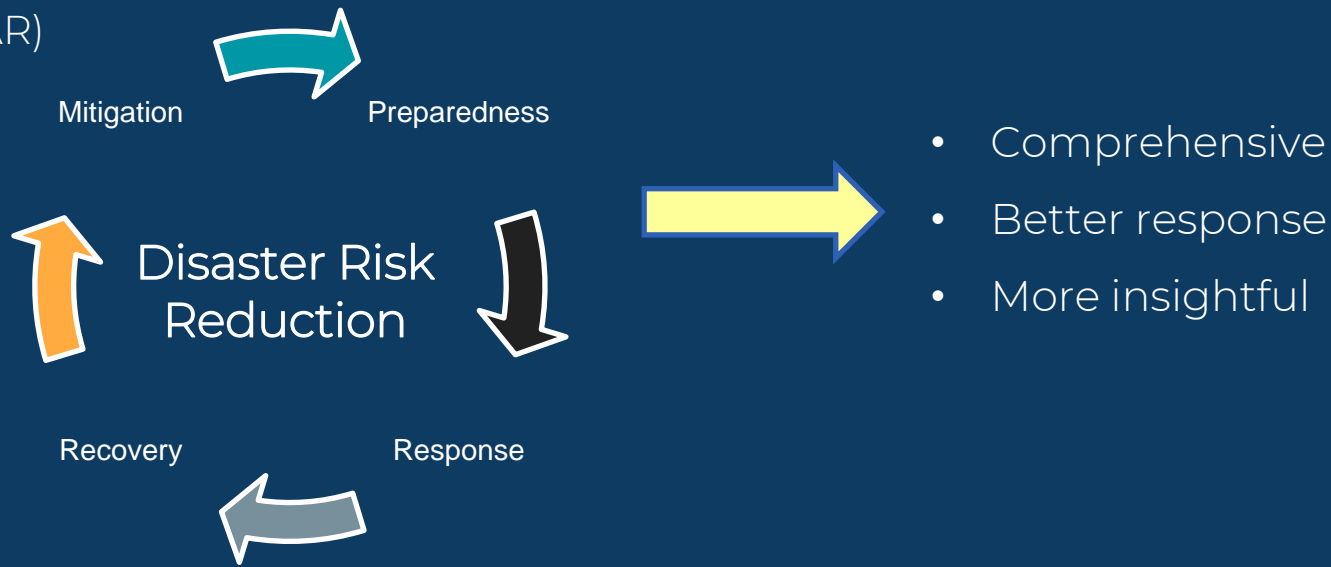 AR)
Mitigation
Preparedness
Disaster Risk
Reduction
Recovery
Response
• Comprehensive
• Better response
• More insightful